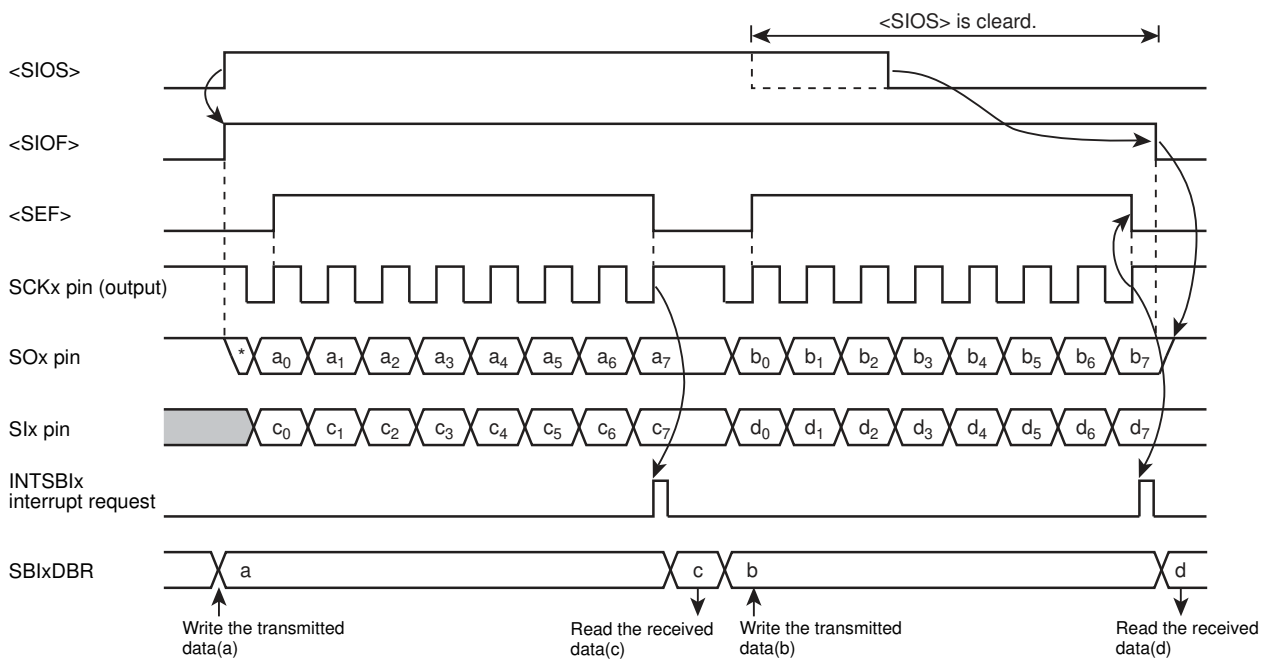 <SIOS> is cleard.
<SIOS>
<SIOF>
<SEF>
SCKx pin (output)
SOx pin
* a0 a1 a2 a3 a4 a5 a6 a7 b0 b1 b2 b3 b4 b5 b6 b7
SIx pin
c0 c1 c2 c3 c4 c5 c6 c7 d0 d1 d2 d3 d4 d5 d6 d7
INTSBIx
interrupt request
SBIxDBR
a c b d
Write the transmitted
data(a)
Read the received
data(c)
Write the transmitted
data(b)
Read the received
data(d)